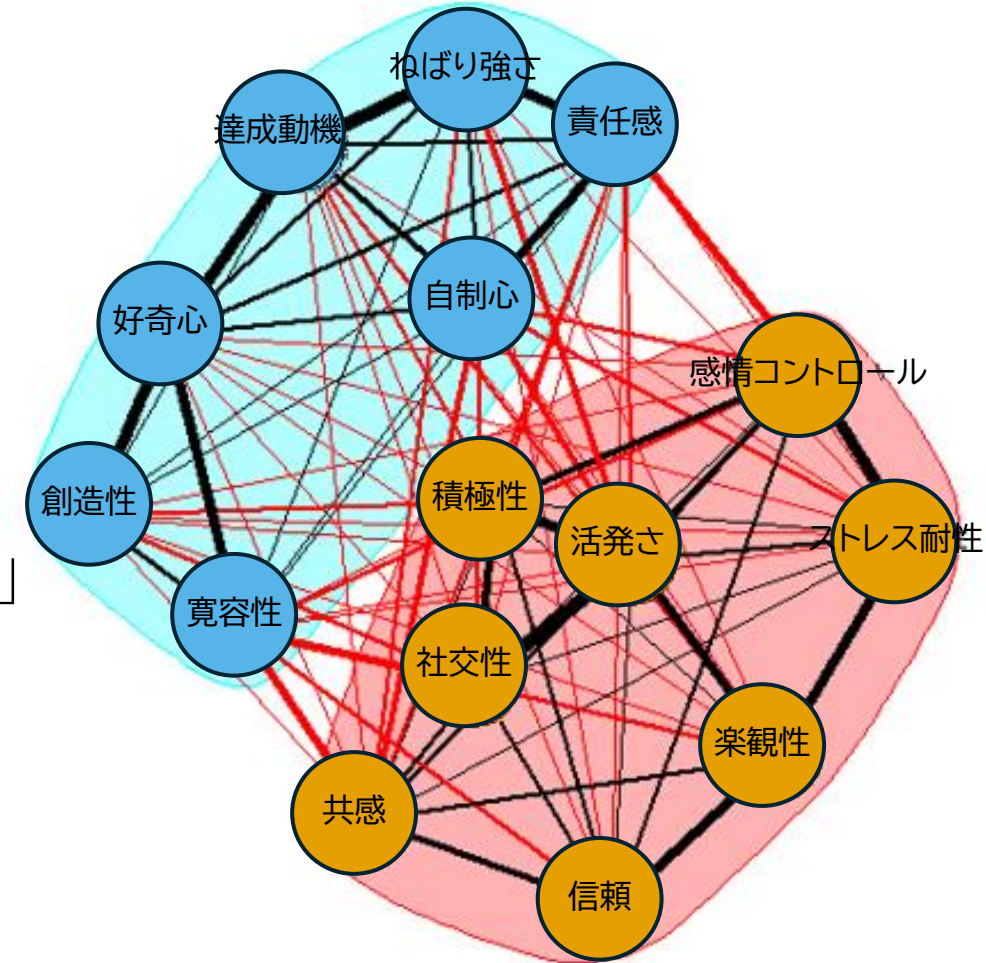 ねばり強さ
達成動機
責任感
自制心
好奇心
感情コントロール
積極性
創造性
活発さ
ストレス耐性
寛容性
社交性
楽観性
共感
信頼
」